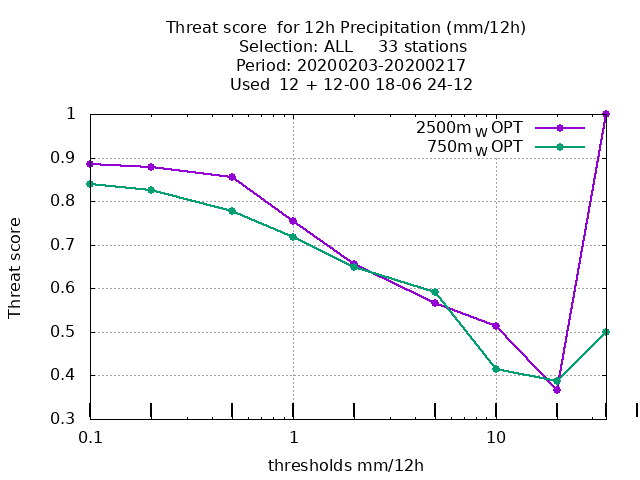 Threat score  for 12h Precipitation (mm/12h)
Selection: ALL     33 stations
Period: 20200203-20200217
Used  12 + 12-00 18-06 24-12
2500m W OPT
750m W OPT
1
0.9
0.8
0.7
0.6
0.5
0.4
0.3
Threat score
0.1
1
10
thresholds mm/12h